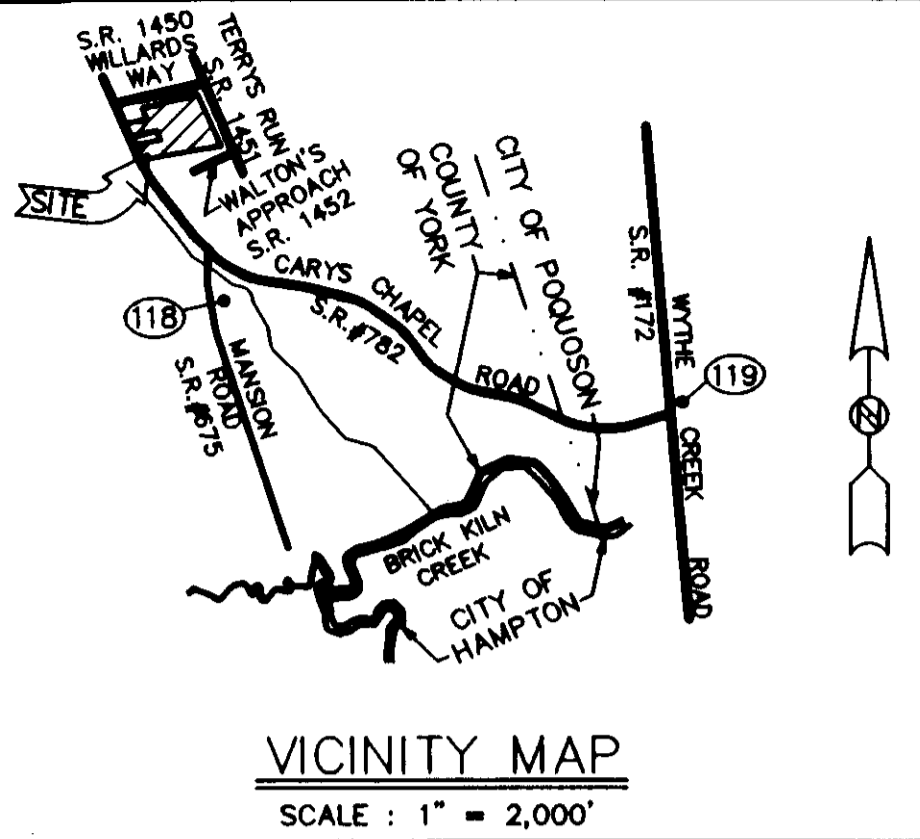 S.R. 1450
WILLARDS
WAY
TERRYS RUN
S.R. 1451
WALTON'S
APPROACH
S.R. 1452
SITE
COUNTY
OF YORK
CITY OF POQUOSON
CARYS CHAPEL ROAD
S.R. #782
118
MANSION
ROAD
S.R. #675
S.R. #172
WYTHE CREEK ROAD
119
N
BRICK KILN
CREEK
CITY OF
HAMPTON
VICINITY MAP
SCALE : 1" = 2,000'